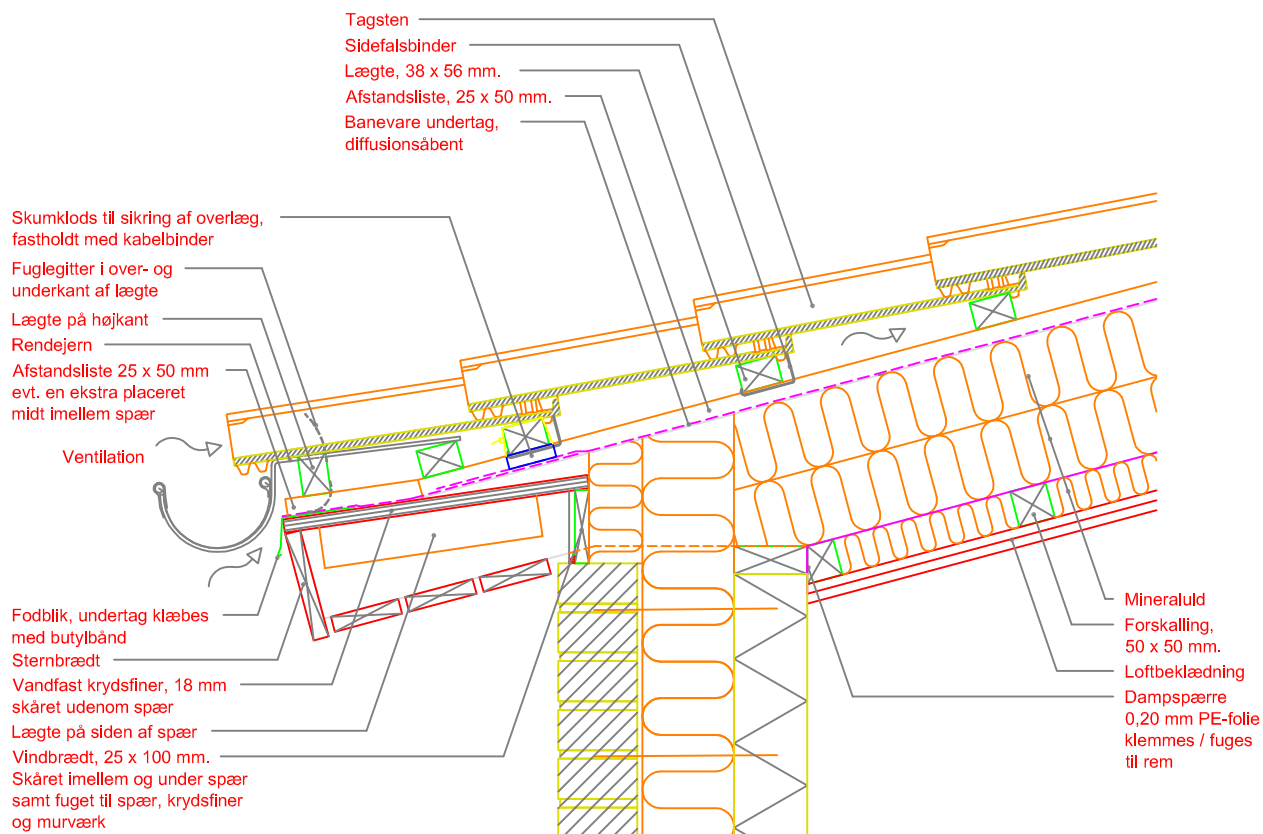 Tagsten
Sidefalsbinder
Lægte, 38 x 56 mm.
Afstandsliste, 25 x 50 mm.
Banevare undertag,
diffusionsåbent
Skumklods til sikring af overlæg,
fastholdt med kabelbinder
Fuglegitter i over- og
underkant af lægte
Lægte på højkant
Rendejern
Afstandsliste 25 x 50 mm
evt. en ekstra placeret
midt imellem spær
Ventilation
Fodblik, undertag klæbes
med butylbånd
Sternbrædt
Vandfast krydsfiner, 18 mm
skåret udenom spær
Lægte på siden af spær
Vindbrædt, 25 x 100 mm.
Skåret imellem og under spær
samt fuget til spær, krydsfiner
og murværk
Mineraluld
Forskalling,
50 x 50 mm.
Loftbeklædning
Dampspærre
0,20 mm PE-folie
klemmes / fuges
til rem